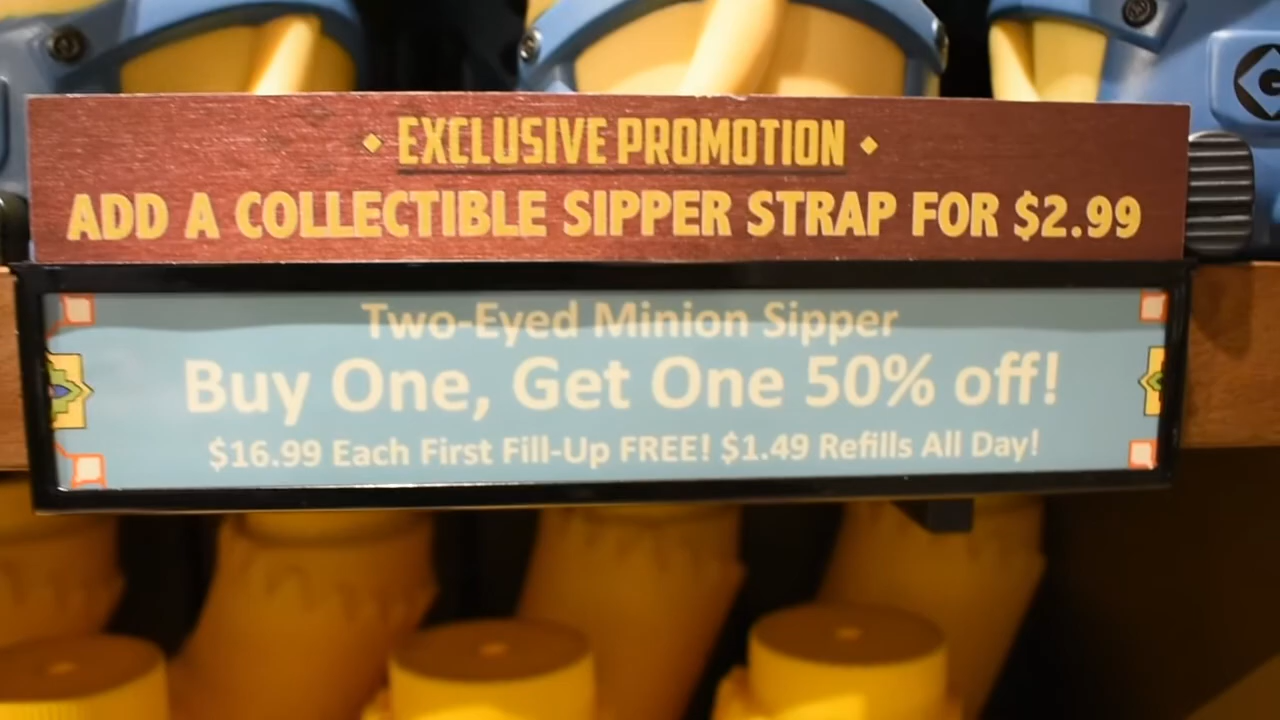 EXCLUSIVE PROMOTION
ADD A COLLECTIBLE SIPPER STRAP FOR $2.99
Two-Eyed Minion Sipper
Buy One, Get One 50% off!
$16.99 Each First Fill-Up FREE! $1.49 Refills All Day!
G